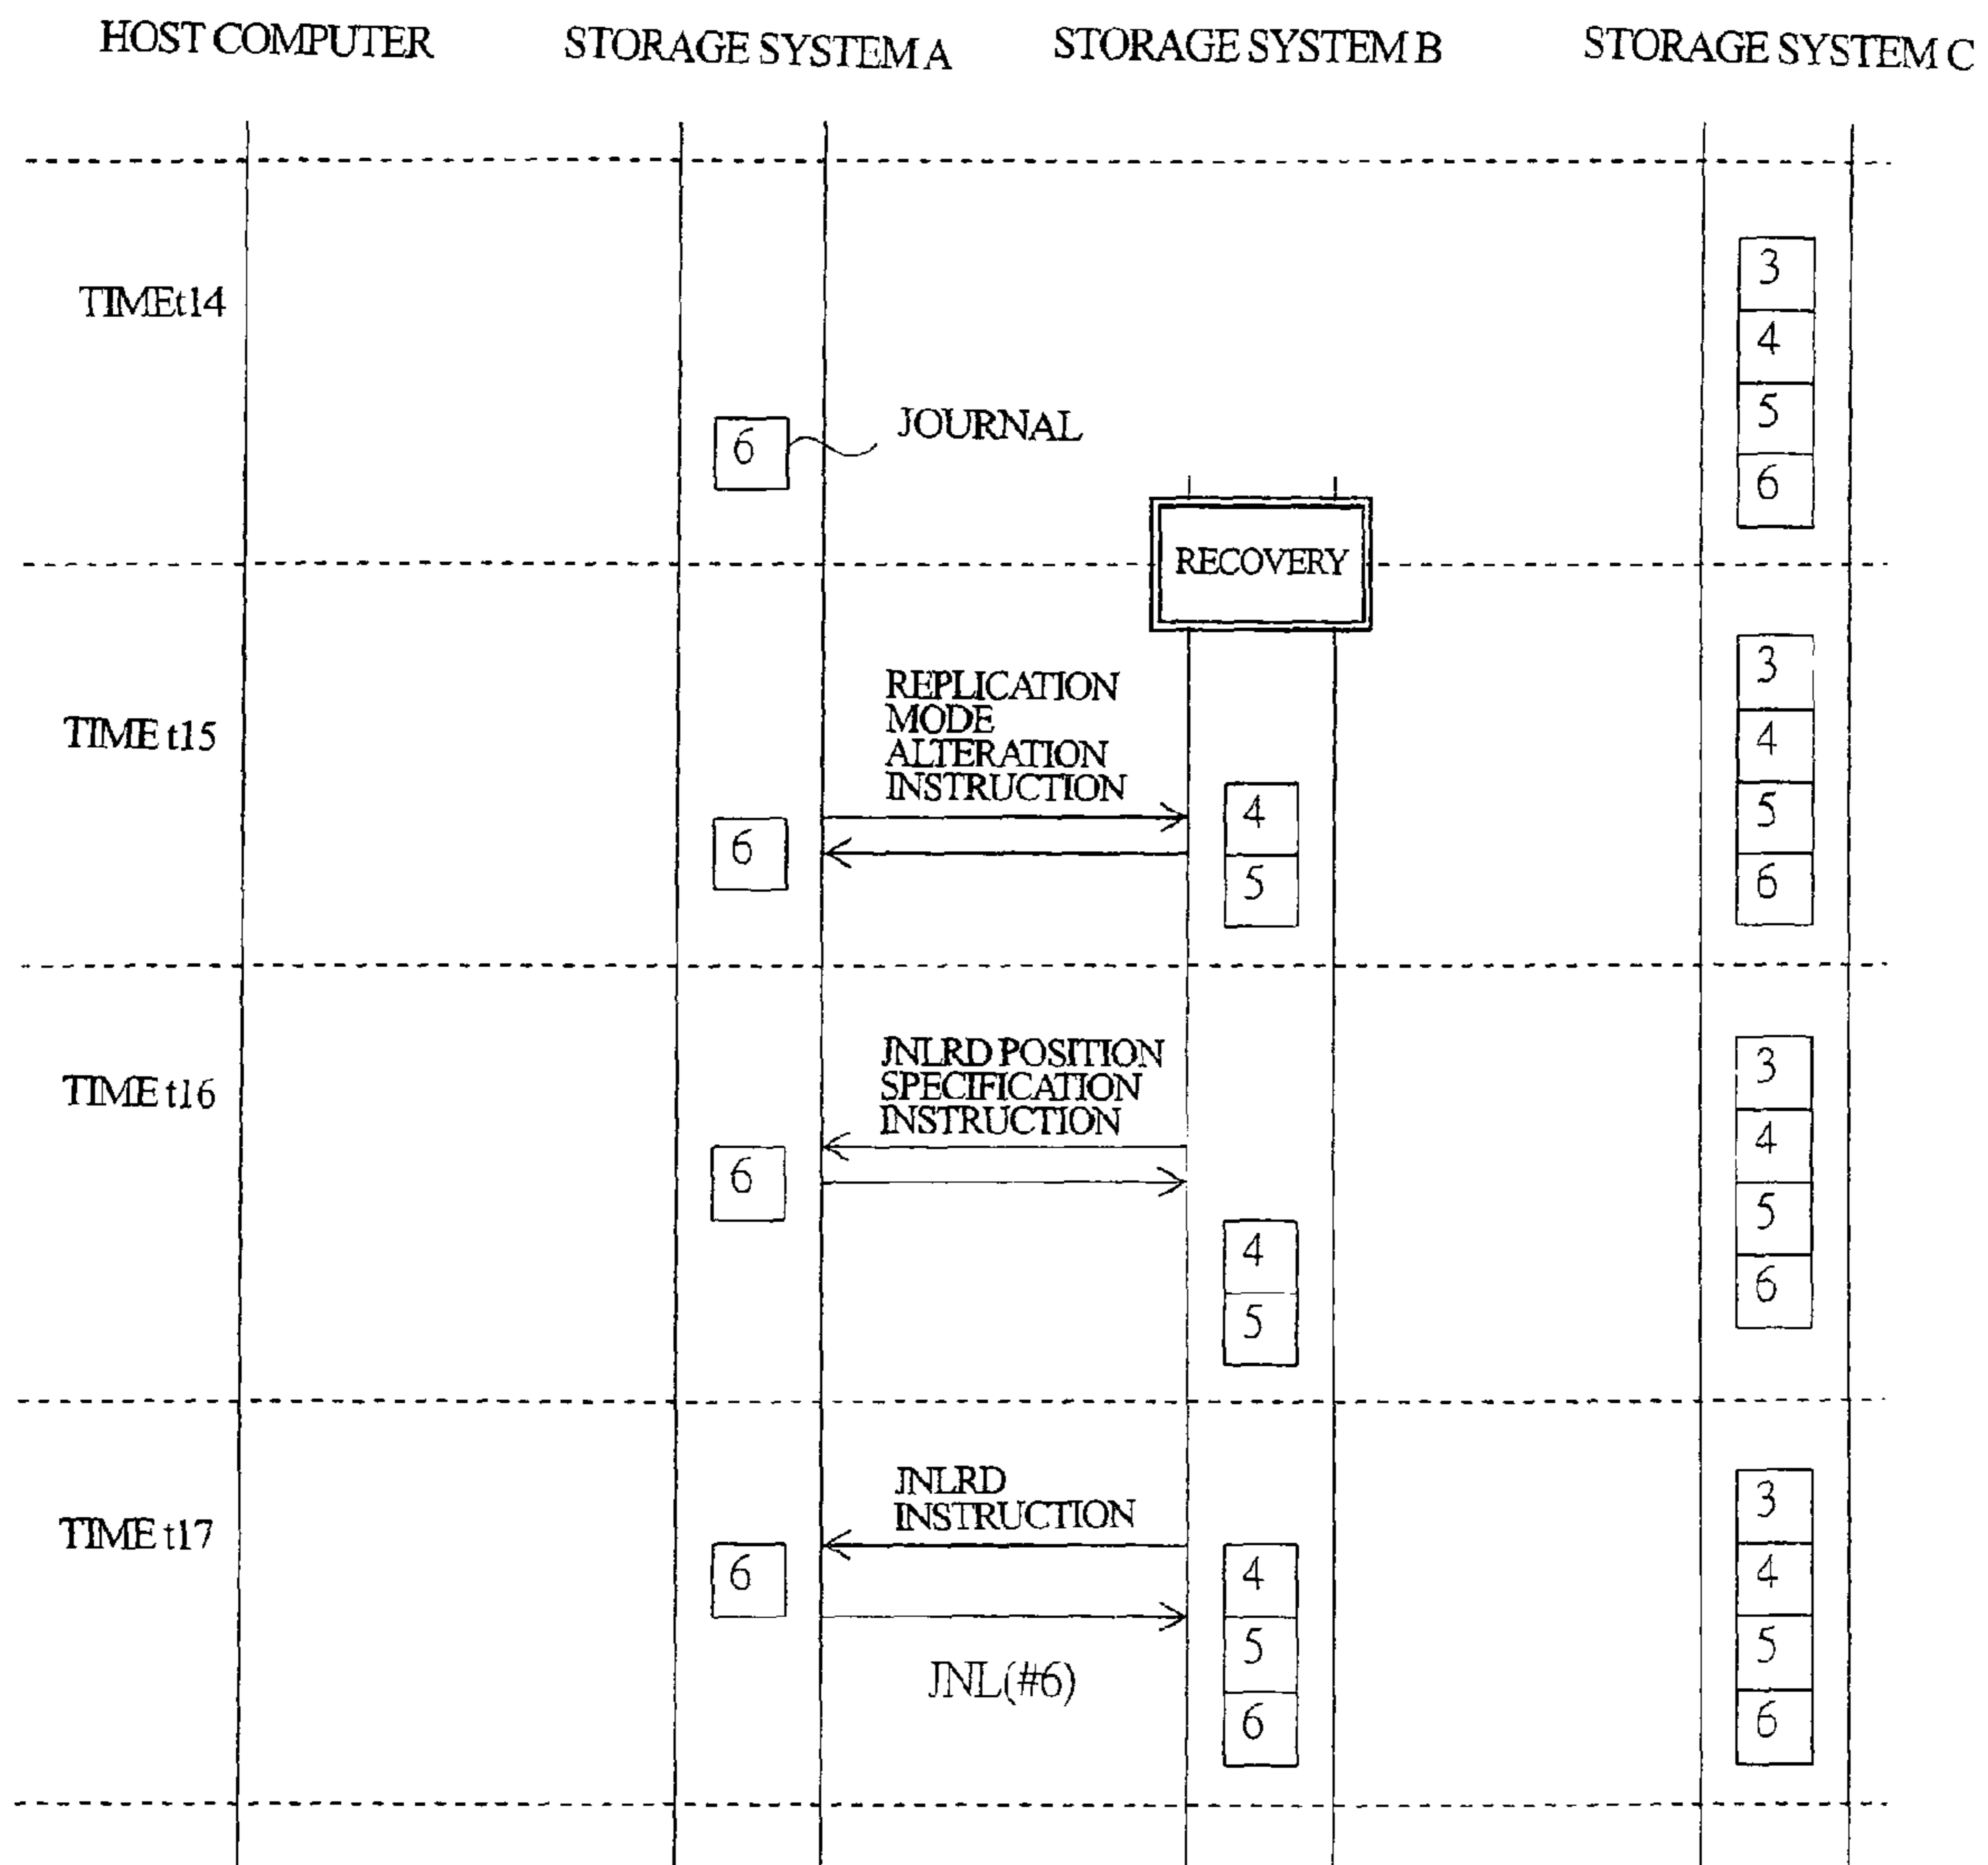 HOST COMPUTER STORAGE SYSTEM A STORAGE SYSTEM B STORAGE SYSTEM C
TIME t14
3
4
5
6
6
JOURNAL
RECOVERY
TIME t15
REPLICATION
MODE
ALTERATION
INSTRUCTION
6
4
5
3
4
5
6
TIME t16
JNLRD POSITION
SPECIFICATION
INSTRUCTION
6
4
5
3
4
5
6
TIME t17
JNLRD
INSTRUCTION
6
JNL(#6)
4
5
6
3
4
5
6